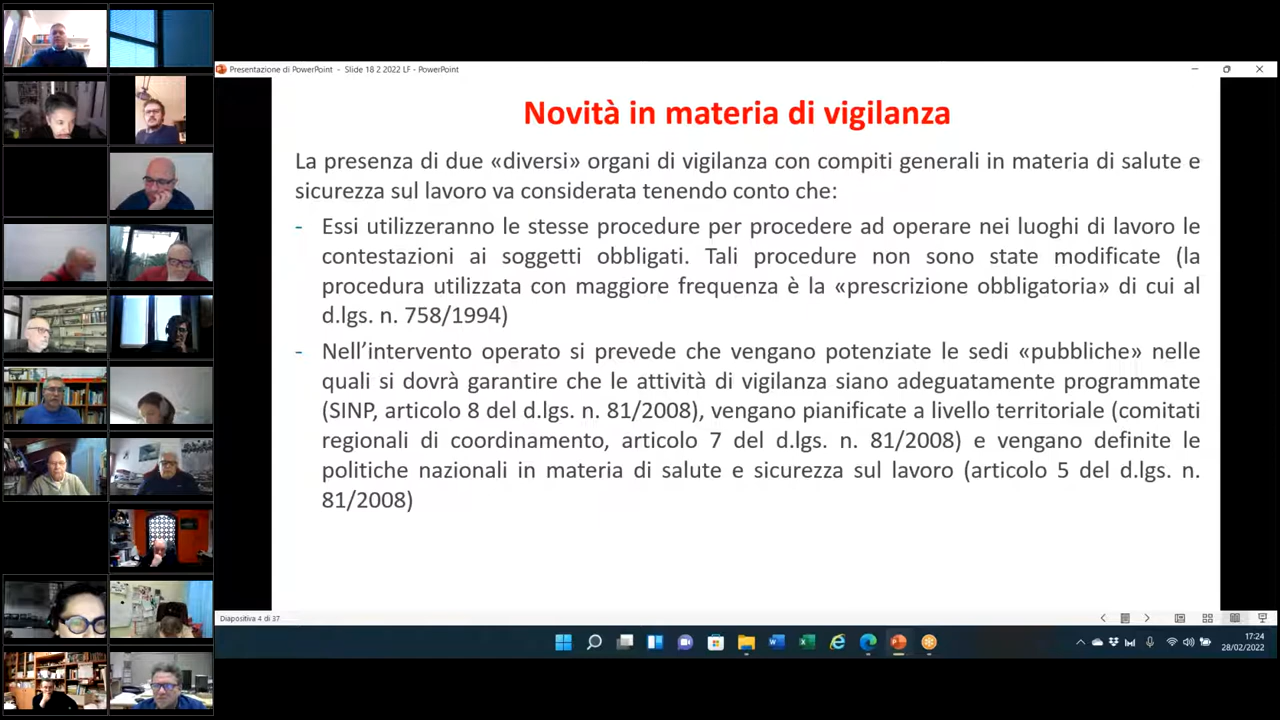 Presentazione di PowerPoint - Slide 18 2 2022 LF - PowerPoint
Novità in materia di vigilanza
La presenza di due «diversi» organi di vigilanza con compiti generali in materia di salute e
sicurezza sul lavoro va considerata tenendo conto che:
- Essi utilizzeranno le stesse procedure per procedere ad operare nei luoghi di lavoro le
contestazioni ai soggetti obbligati. Tali procedure non sono state modificate (la
procedura utilizzata con maggiore frequenza è la «prescrizione obbligatoria» di cui al
d.lgs. n. 758/1994)
- Nell’intervento operato si prevede che vengano potenziate le sedi «pubbliche» nelle
quali si dovrà garantire che le attività di vigilanza siano adeguatamente programmate
(SINP, articolo 8 del d.lgs. n. 81/2008), vengano pianificate a livello territoriale (comitati
regionali di coordinamento, articolo 7 del d.lgs. n. 81/2008) e vengano definite le
politiche nazionali in materia di salute e sicurezza sul lavoro (articolo 5 del d.lgs. n.
81/2008)
Diapositiva 4 di 37
17:24
28/02/2022